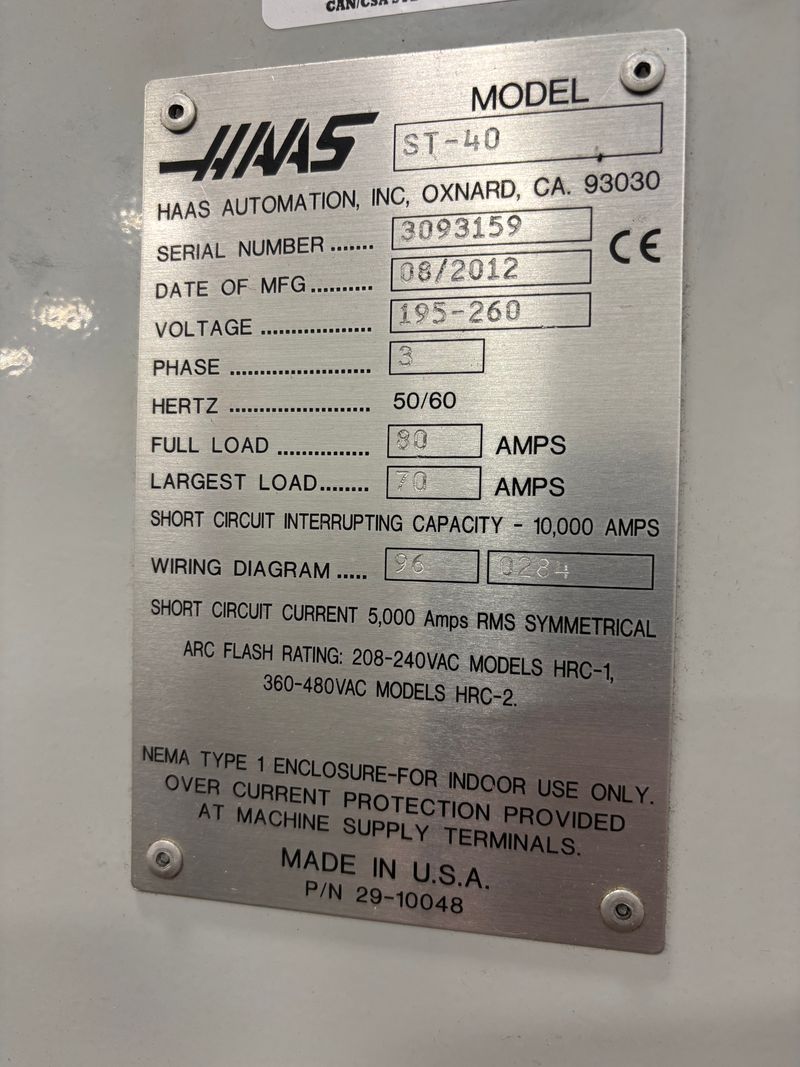 CAN/CSA
MODEL
HAAS
ST-40
HAAS AUTOMATION, INC, OXNARD, CA. 93030
SERIAL NUMBER ....... 3093159
CE
DATE OF MFG.......... 08/2012
VOLTAGE .................. 195-260
PHASE ....................... 3
HERTZ ....................... 50/60
FULL LOAD ............... 80 AMPS
LARGEST LOAD........ 70 AMPS
SHORT CIRCUIT INTERRUPTING CAPACITY - 10,000 AMPS
WIRING DIAGRAM ..... 96 0284
SHORT CIRCUIT CURRENT 5,000 Amps RMS SYMMETRICAL
ARC FLASH RATING: 208-240VAC MODELS HRC-1,
360-480VAC MODELS HRC-2.
NEMA TYPE 1 ENCLOSURE-FOR INDOOR USE ONLY.
OVER CURRENT PROTECTION PROVIDED
AT MACHINE SUPPLY TERMINALS.
MADE IN U.S.A.
P/N 29-10048